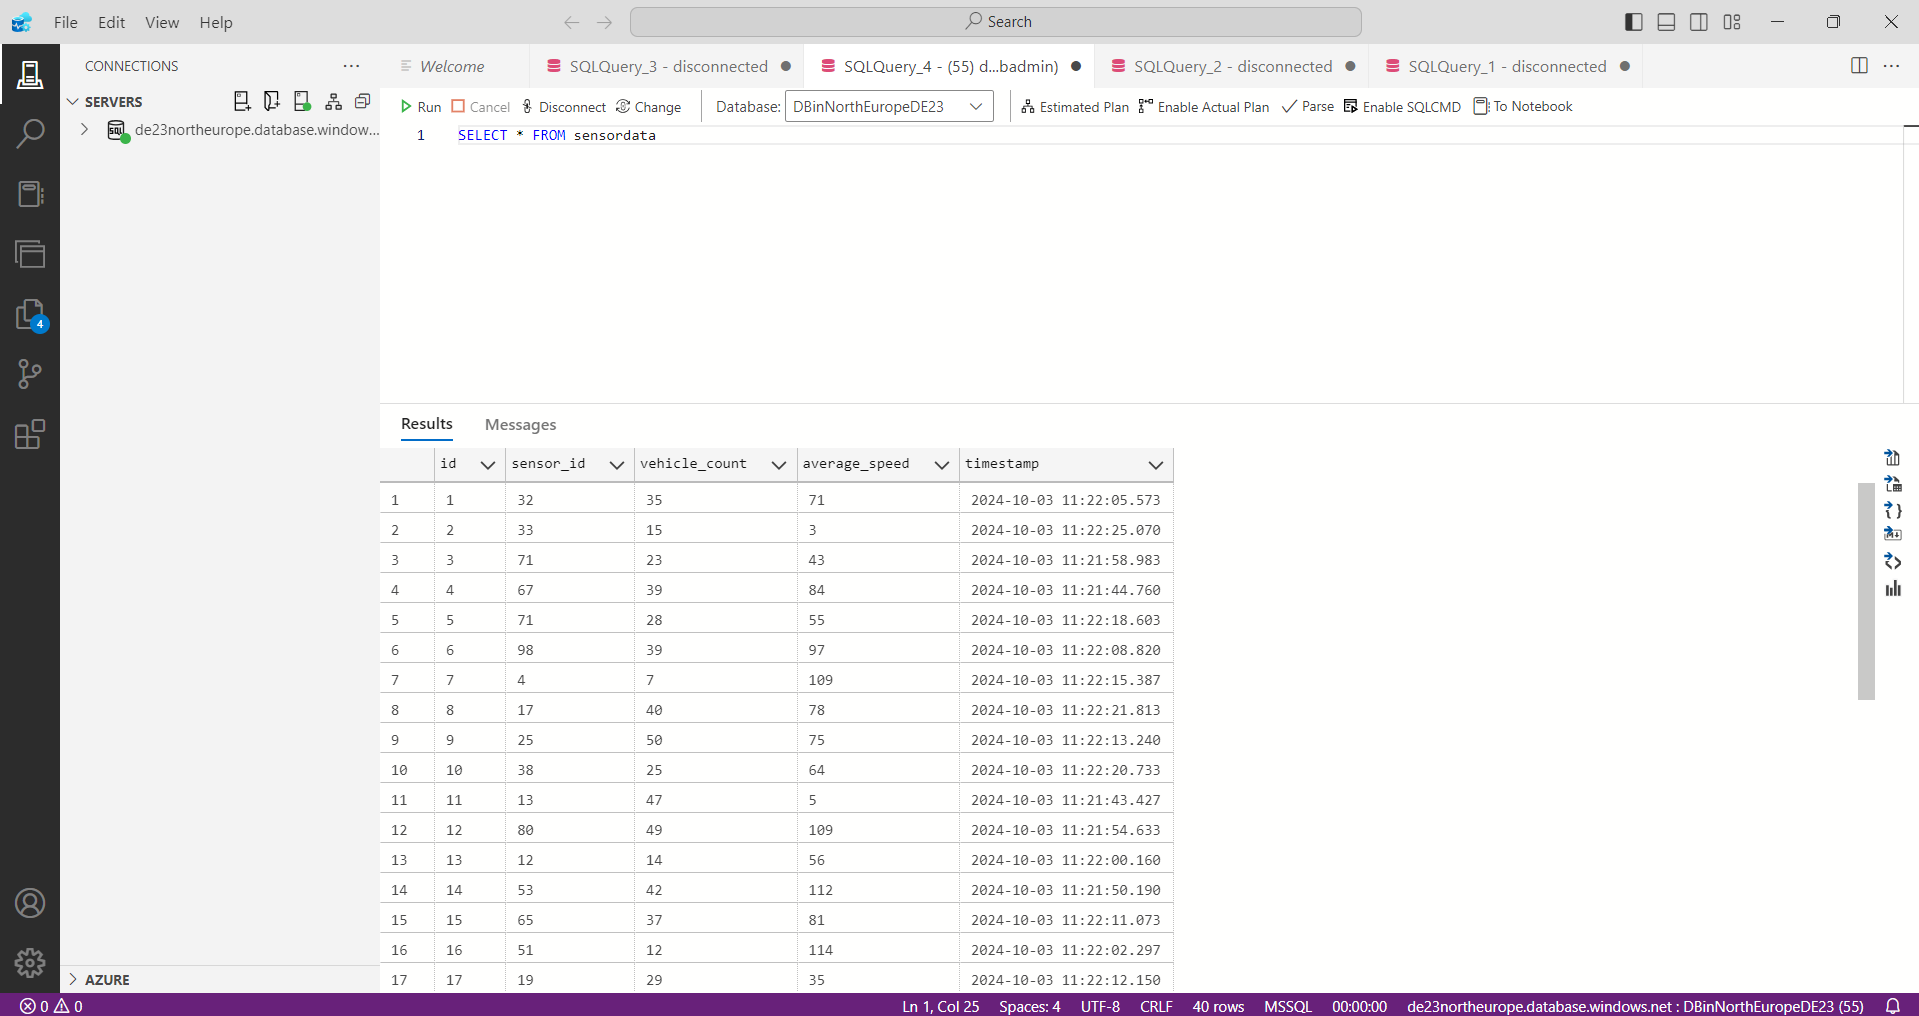 File Edit View Help Search
CONNECTIONS ...
Welcome SQLQuery_3 - disconnected SQLQuery_4 - (55) d...badmin) SQLQuery_2 - disconnected SQLQuery_1 - disconnected ...
SERVERS
de23northeurope.database.window...
Run Cancel Disconnect Change Database: DBinNorthEuropeDE23 Estimated Plan Enable Actual Plan Parse Enable SQLCMD To Notebook
1 SELECT * FROM sensordata
4
Results Messages
id sensor_id vehicle_count average_speed timestamp
1 1 32 35 71 2024-10-03 11:22:05.573
2 2 33 15 3 2024-10-03 11:22:25.070
3 3 71 23 43 2024-10-03 11:21:58.983
4 4 67 39 84 2024-10-03 11:21:44.760
5 5 71 28 55 2024-10-03 11:22:18.603
6 6 98 39 97 2024-10-03 11:22:08.820
7 7 4 7 109 2024-10-03 11:22:15.387
8 8 17 40 78 2024-10-03 11:22:21.813
9 9 25 50 75 2024-10-03 11:22:13.240
10 10 38 25 64 2024-10-03 11:22:20.733
11 11 13 47 5 2024-10-03 11:21:43.427
12 12 80 49 109 2024-10-03 11:21:54.633
13 13 12 14 56 2024-10-03 11:22:00.160
14 14 53 42 112 2024-10-03 11:21:50.190
15 15 65 37 81 2024-10-03 11:22:11.073
16 16 51 12 114 2024-10-03 11:22:02.297
17 17 19 29 35 2024-10-03 11:22:12.150
AZURE
0 0 Ln 1, Col 25 Spaces: 4 UTF-8 CRLF 40 rows MSSQL 00:00:00 de23northeurope.database.windows.net : DBinNorthEuropeDE23 (55)